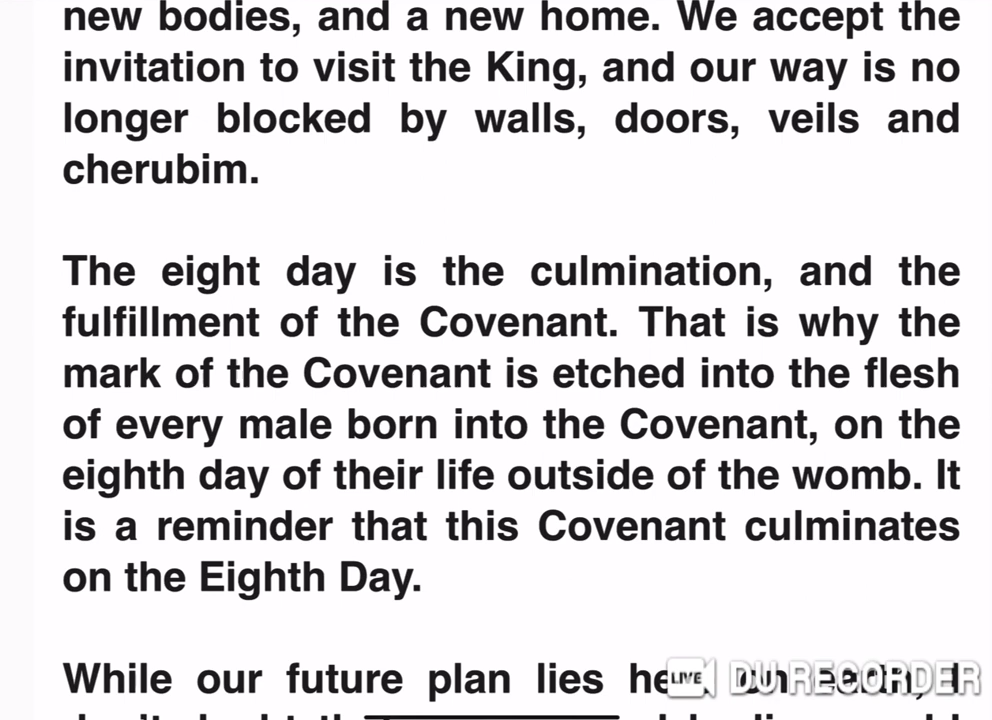 new bodies, and a new home. We accept the
invitation to visit the King, and our way is no
longer blocked by walls, doors, veils and
cherubim.
The eight day is the culmination, and the
fulfillment of the Covenant. That is why the
mark of the Covenant is etched into the flesh
of every male born into the Covenant, on the
eighth day of their life outside of the womb. It
is a reminder that this Covenant culminates
on the Eighth Day.
While our future plan lies on earth, I
LIVE DU RECORDER